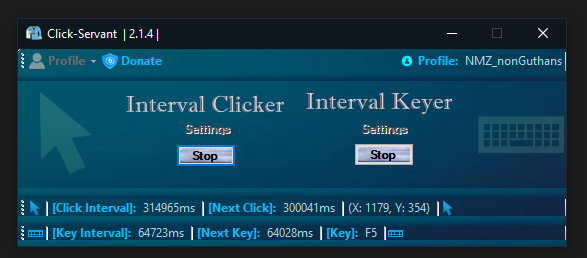 Click-Servant | 2.1.4 |
Profile Donate Profile: NMZ_nonGuthans
Interval Clicker Interval Keyer
Settings Settings
Stop Stop
[Click Interval]: 314965ms [Next Click]: 300041ms (X: 1179, Y: 354)
[Key Interval]: 64723ms [Next Key]: 64028ms [Key]: F5